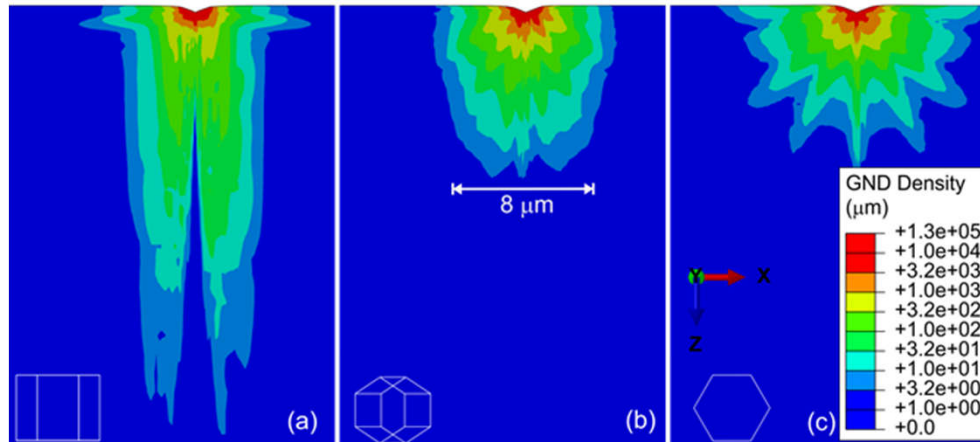 (a)
(b)
8 μm
(c)
GND Density
(μm)
+1.3e+05
+1.0e+04
+3.2e+03
+1.0e+03
+3.2e+02
+1.0e+02
+3.2e+01
+1.0e+01
+3.2e+00
+1.0e+00
+0.0
Y X
Z